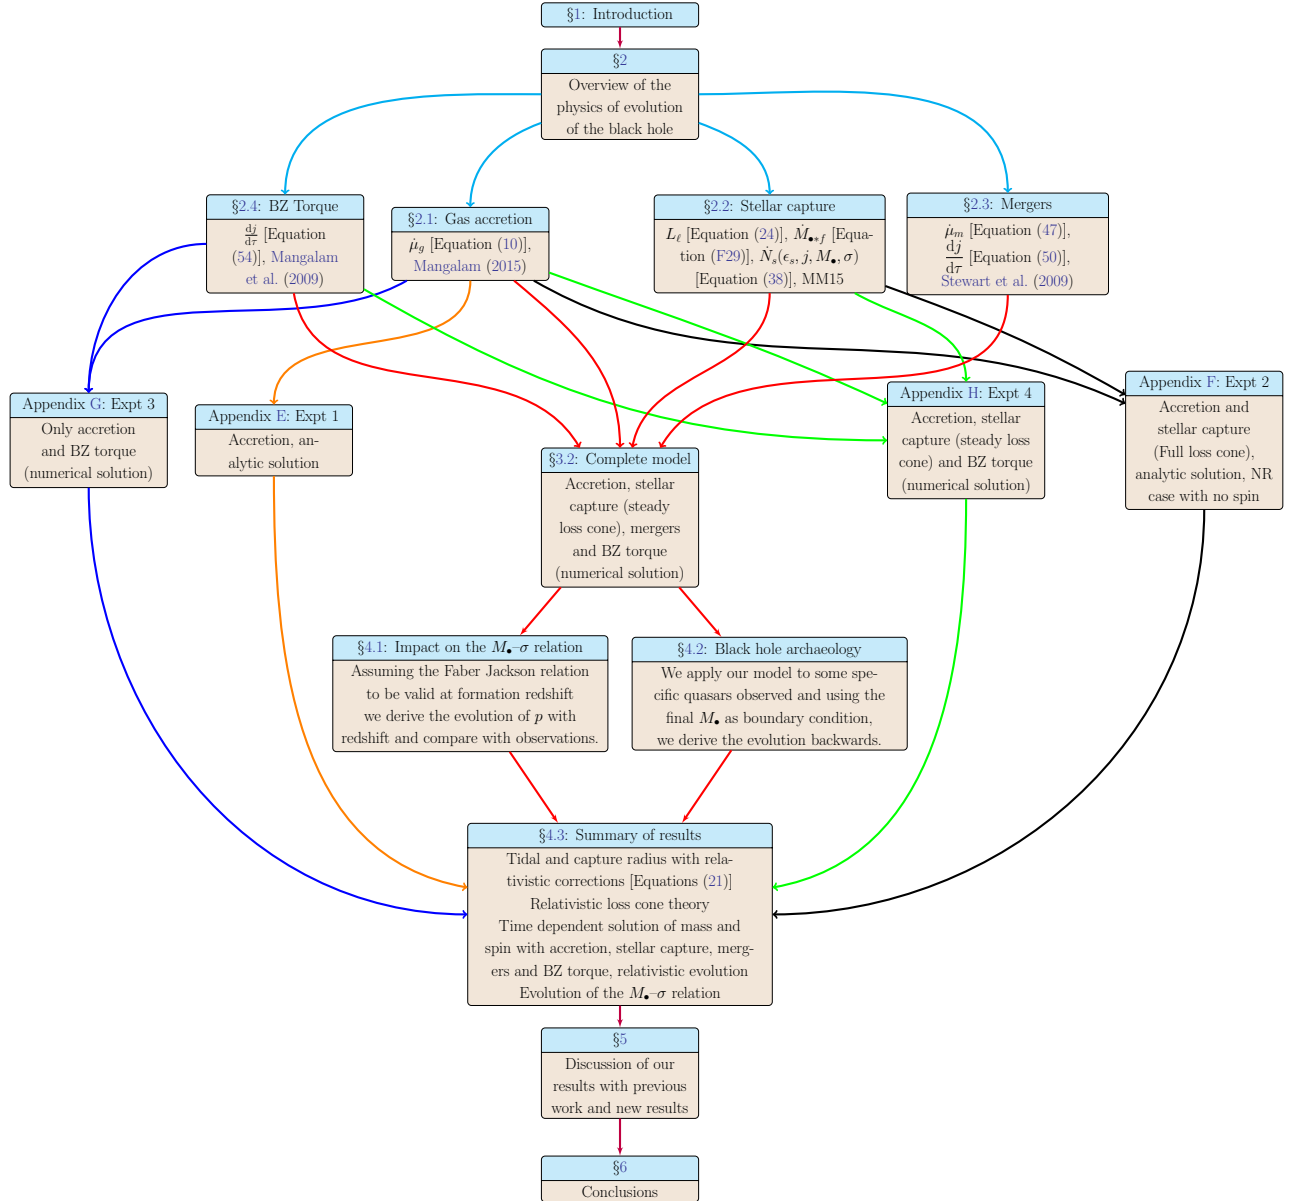 §1: Introduction
§2
Overview of the
physics of evolution
of the black hole
§2.4: BZ Torque
dj/dτ [Equation
(54)], Mangalam
et al. (2009)
§2.1: Gas accretion
μ̇_g [Equation (10)],
Mangalam (2015)
§2.2: Stellar capture
L_ℓ [Equation (24)], Ṁ_•*f [Equa-
tion (F29)], Ṅ_s(ϵ_s, j, M_•, σ)
[Equation (38)], MM15
§2.3: Mergers
μ̇_m [Equation (47)],
dj/dτ [Equation (50)],
Stewart et al. (2009)
Appendix G: Expt 3
Only accretion
and BZ torque
(numerical solution)
Appendix E: Expt 1
Accretion, an-
alytic solution
§3.2: Complete model
Accretion, stellar
capture (steady
loss cone), mergers
and BZ torque
(numerical solution)
Appendix H: Expt 4
Accretion, stellar
capture (steady loss
cone) and BZ torque
(numerical solution)
Appendix F: Expt 2
Accretion and
stellar capture
(Full loss cone),
analytic solution, NR
case with no spin
§4.1: Impact on the M_•–σ relation
Assuming the Faber Jackson relation
to be valid at formation redshift
we derive the evolution of p with
redshift and compare with observations.
§4.2: Black hole archaeology
We apply our model to some spe-
cific quasars observed and using the
final M_• as boundary condition,
we derive the evolution backwards.
§4.3: Summary of results
Tidal and capture radius with rela-
tivistic corrections [Equations (21)]
Relativistic loss cone theory
Time dependent solution of mass and
spin with accretion, stellar capture, merg-
ers and BZ torque, relativistic evolution
Evolution of the M_•–σ relation
§5
Discussion of our
results with previous
work and new results
§6
Conclusions